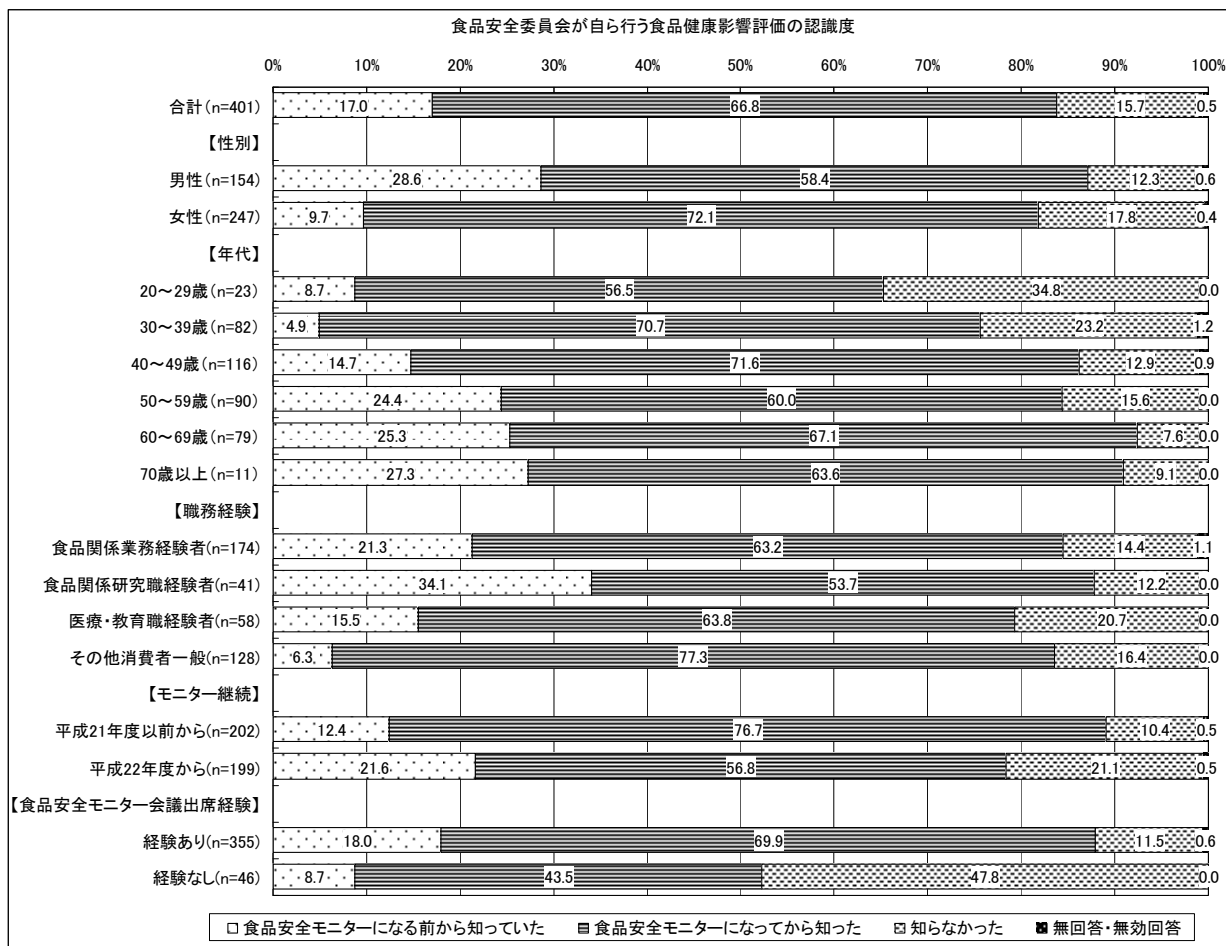 食品安全委員会が自ら行う食品健康影響評価の認識度
0% 10% 20% 30% 40% 50% 60% 70% 80% 90% 100%
合計(n=401) 17.0 66.8 15.7 0.5
【性別】
男性(n=154) 28.6 58.4 12.3 0.6
女性(n=247) 9.7 72.1 17.8 0.4
【年代】
20～29歳(n=23) 8.7 56.5 34.8 0.0
30～39歳(n=82) 4.9 70.7 23.2 1.2
40～49歳(n=116) 14.7 71.6 12.9 0.9
50～59歳(n=90) 24.4 60.0 15.6 0.0
60～69歳(n=79) 25.3 67.1 7.6 0.0
70歳以上(n=11) 27.3 63.6 9.1 0.0
【職務経験】
食品関係業務経験者(n=174) 21.3 63.2 14.4 1.1
食品関係研究職経験者(n=41) 34.1 53.7 12.2 0.0
医療・教育職経験者(n=58) 15.5 63.8 20.7 0.0
その他消費者一般(n=128) 6.3 77.3 16.4 0.0
【モニター継続】
平成21年度以前から(n=202) 12.4 76.7 10.4 0.5
平成22年度から(n=199) 21.6 56.8 21.1 0.5
【食品安全モニター会議出席経験】
経験あり(n=355) 18.0 69.9 11.5 0.6
経験なし(n=46) 8.7 43.5 47.8 0.0
食品安全モニターになる前から知っていた 食品安全モニターになってから知った 知らなかった 無回答・無効回答